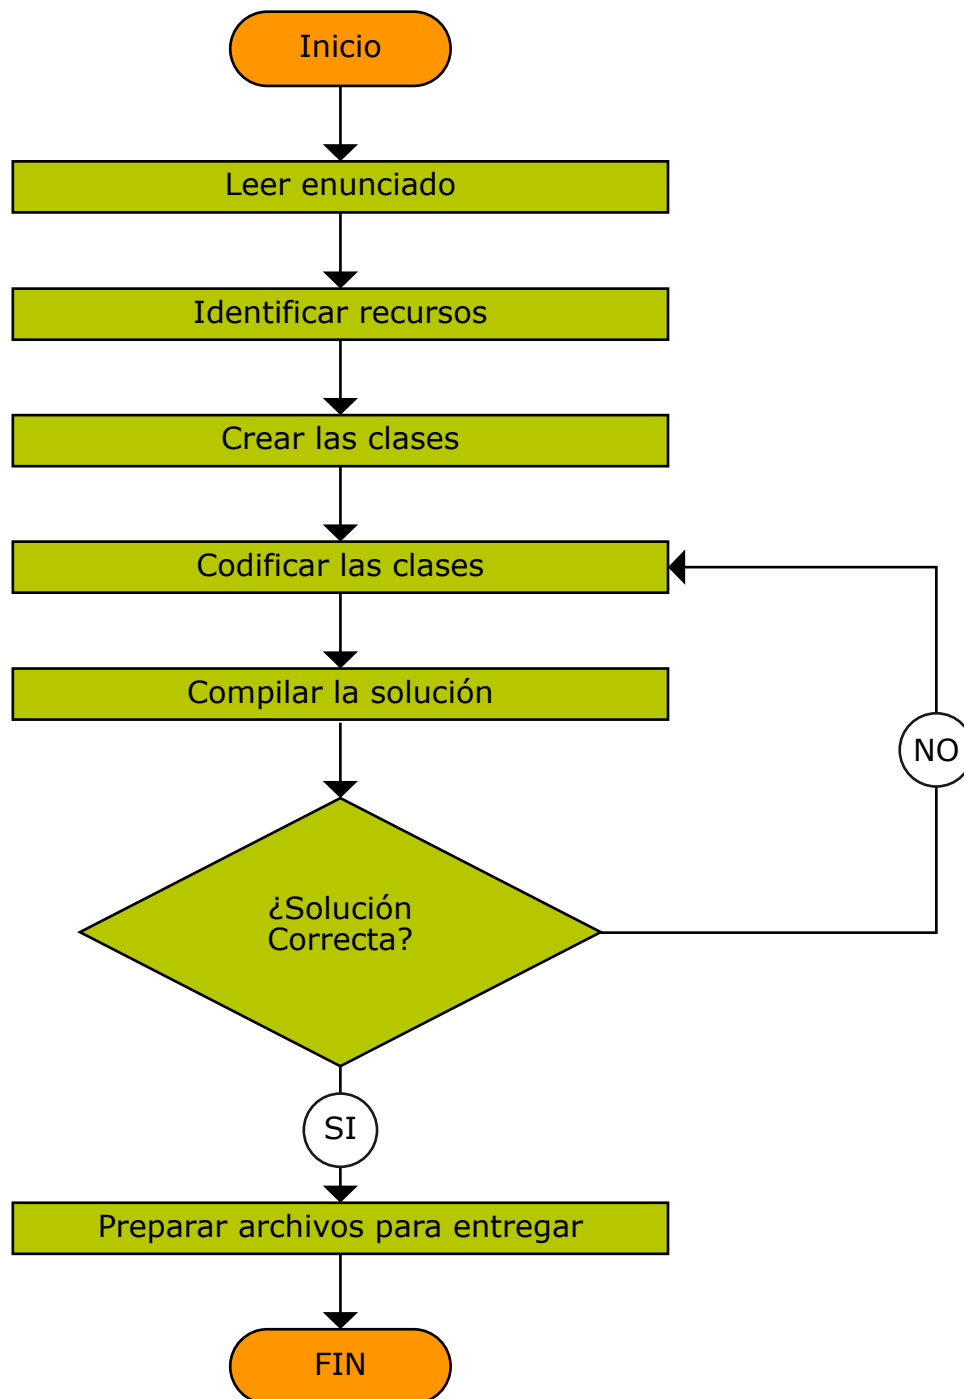 Inicio
Leer enunciado
Identificar recursos
Crear las clases
Codificar las clases
Compilar la solución
NO
¿Solución
Correcta?
SI
Preparar archivos para entregar
FIN